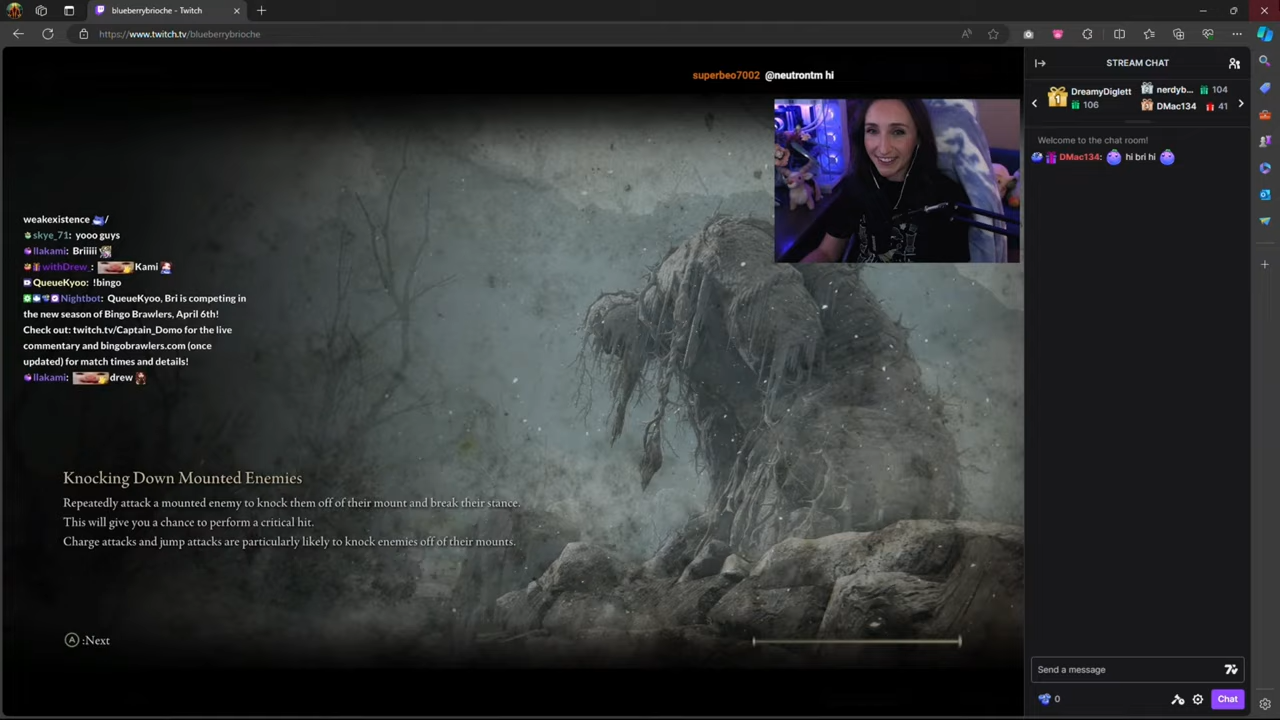 blueberrybrioche - Twitch
https://www.twitch.tv/blueberrybrioche
superbeo7002 @neutrontm hi
weakexistence /
skye_71: yooo guys
llakami: Briiiii
withDrew_: Kami
QueueKyoo: !bingo
Nightbot: QueueKyoo, Bri is competing in
the new season of Bingo Brawlers, April 6th!
Check out: twitch.tv/Captain_Domo for the live
commentary and bingobrawlers.com (once
updated) for match times and details!
llakami: drew
Knocking Down Mounted Enemies
Repeatedly attack a mounted enemy to knock them off of their mount and break their stance.
This will give you a chance to perform a critical hit.
Charge attacks and jump attacks are particularly likely to knock enemies off of their mounts.
A :Next
STREAM CHAT
1 DreamyDiglett
106
nerdyb... 104
DMac134 41
Welcome to the chat room!
DMac134: hi bri hi
Send a message
0
Chat